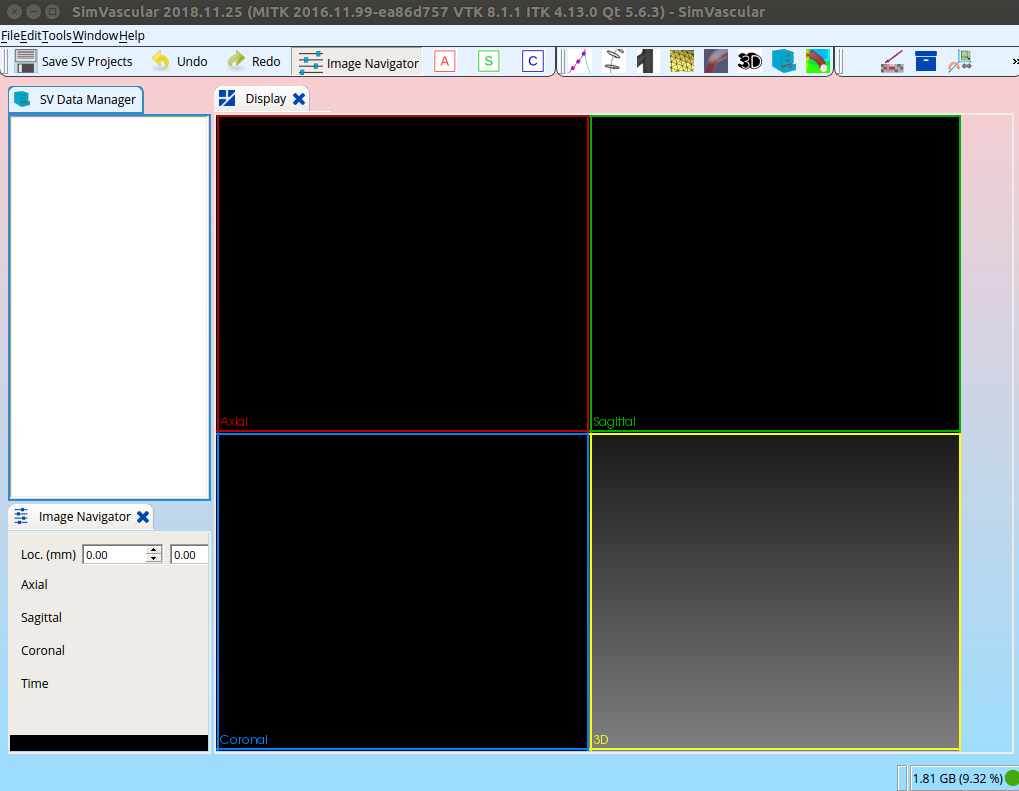 SimVascular 2018.11.25 (MITK 2016.11.99-ea86d757 VTK 8.1.1 ITK 4.13.0 Qt 5.6.3) - SimVascular
File Edit Tools Window Help
Save SV Projects Undo Redo Image Navigator A S C 3D »
SV Data Manager
Display
Axial
Sagittal
Coronal
3D
Image Navigator
Loc. (mm) 0.00 0.00
Axial
Sagittal
Coronal
Time
1.81 GB (9.32 %)